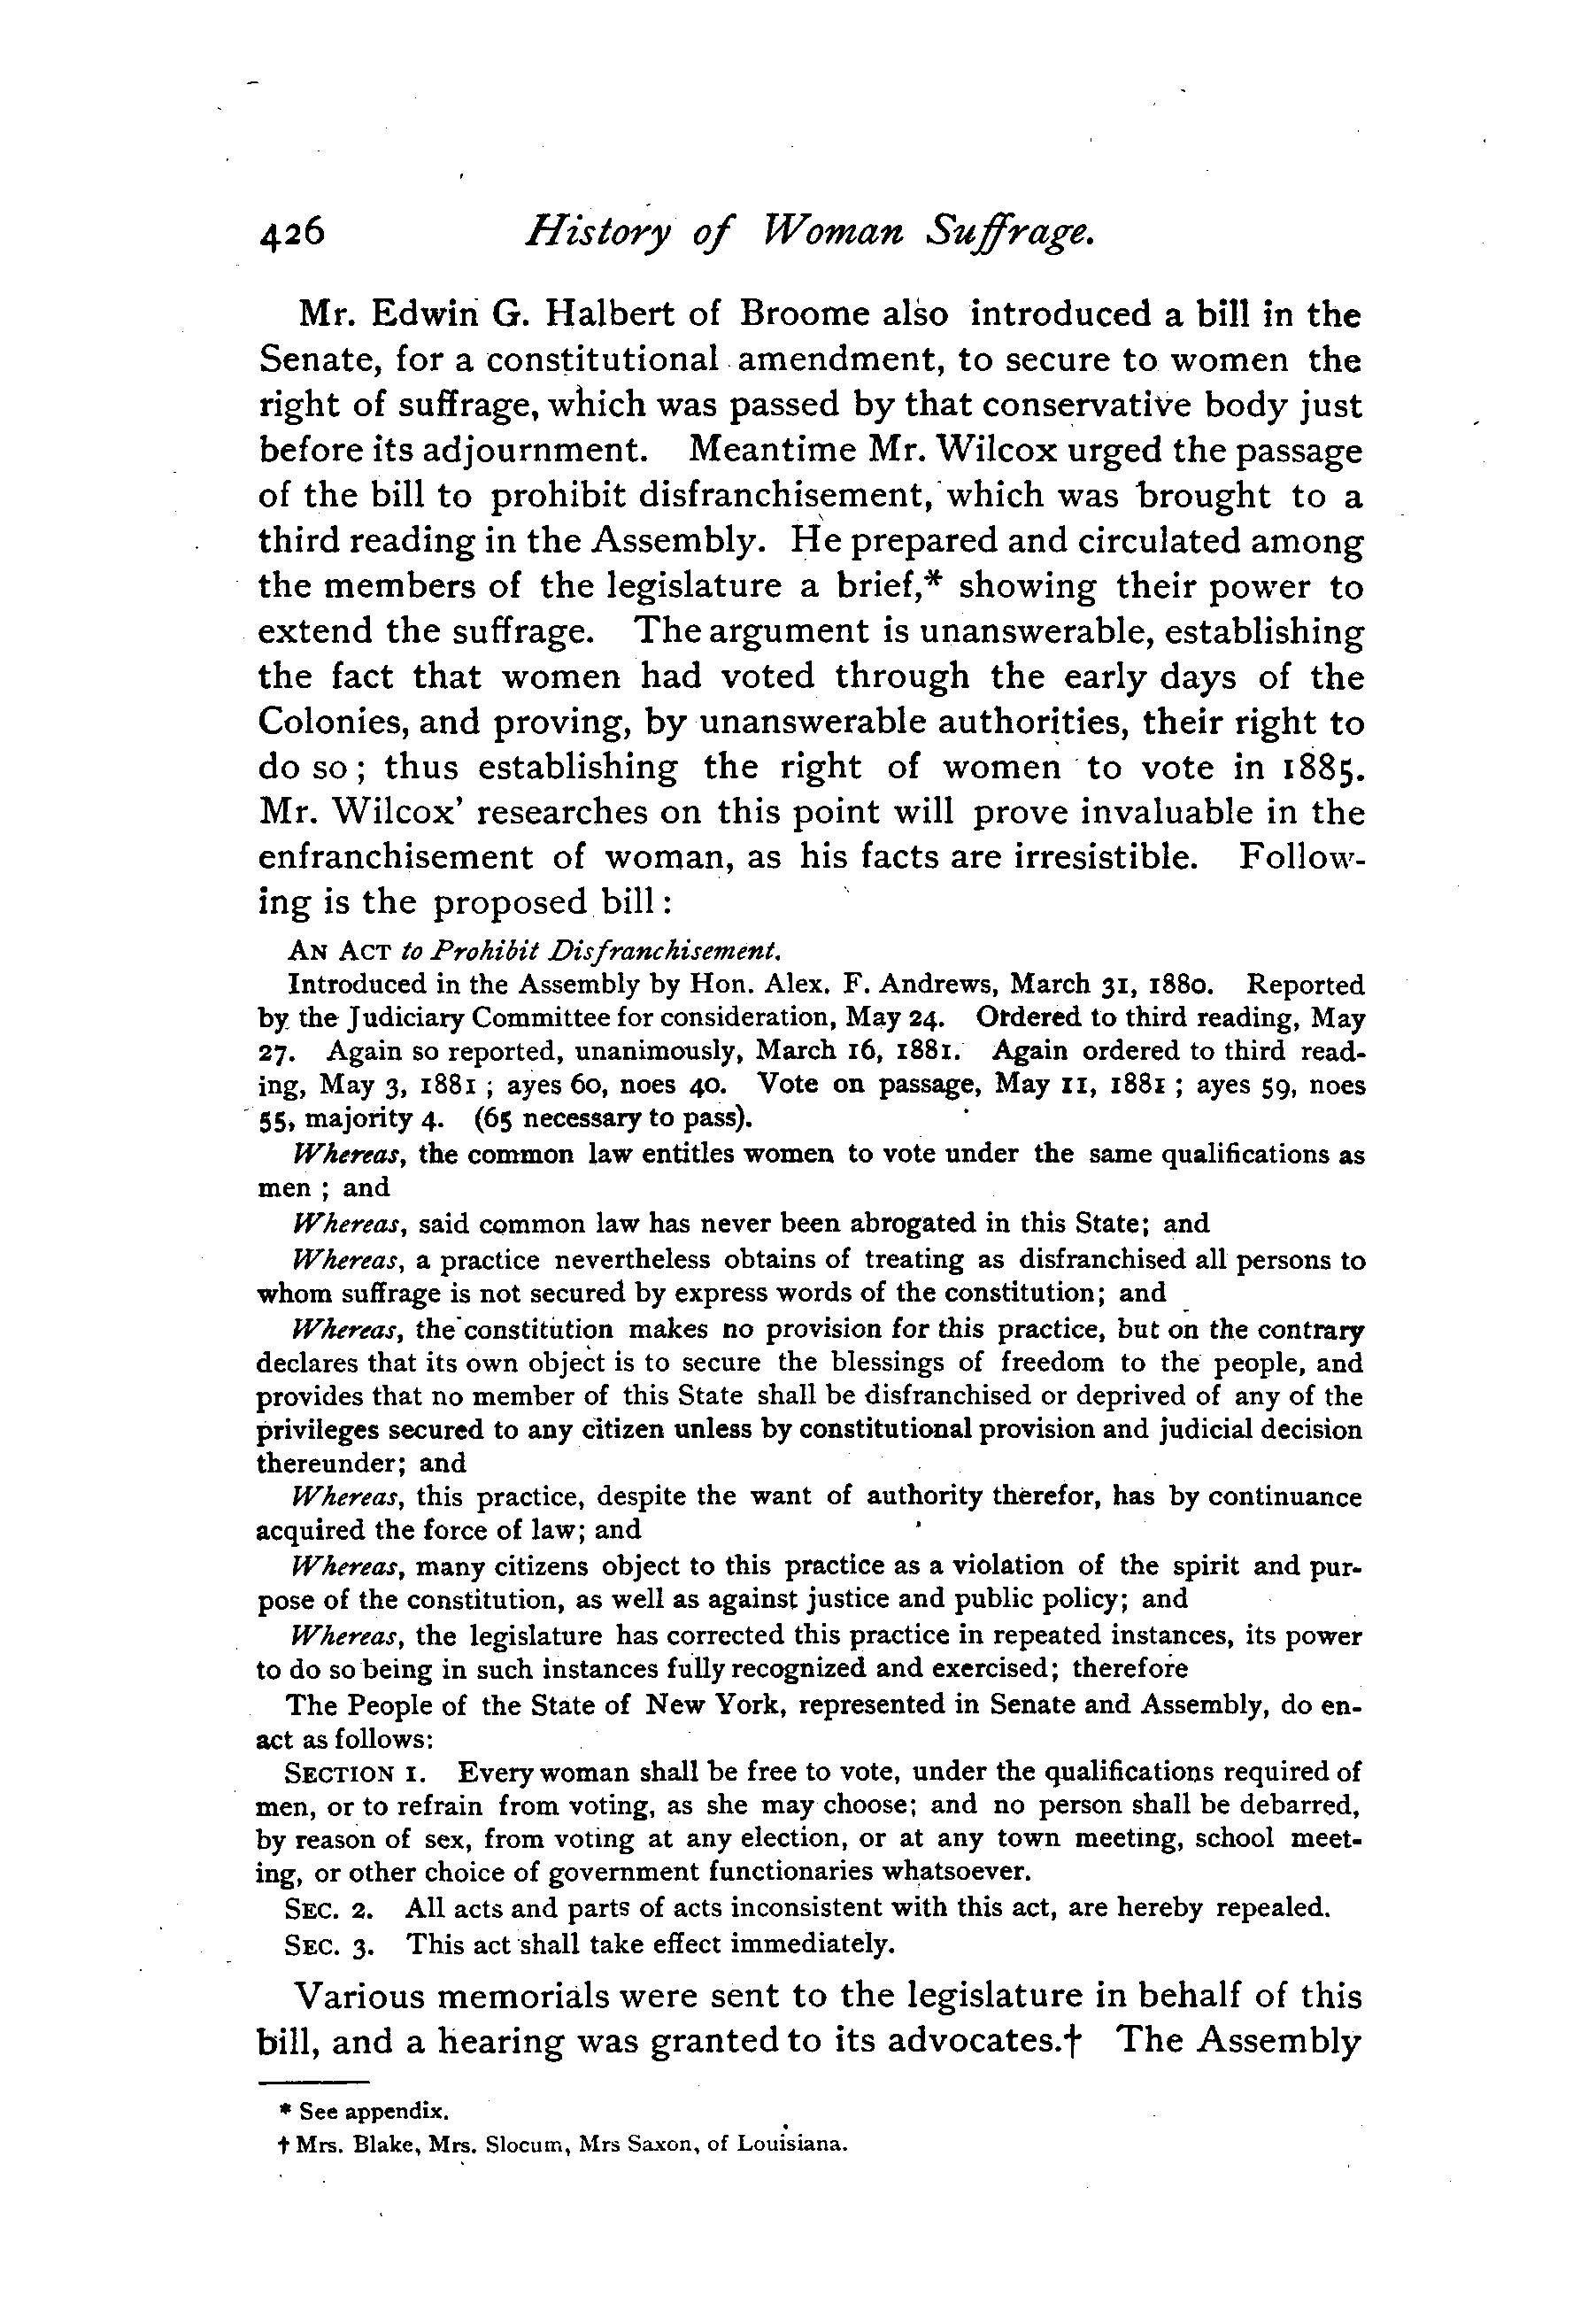 426 History of Woman Suffrage.
Mr. Edwin G. Halbert of Broome also introduced a bill in the
Senate, for a constitutional amendment, to secure to women the
right of suffrage, which was passed by that conservative body just
before its adjournment. Meantime Mr. Wilcox urged the passage
of the bill to prohibit disfranchisement, which was brought to a
third reading in the Assembly. He prepared and circulated among
the members of the legislature a brief,* showing their power to
extend the suffrage. The argument is unanswerable, establishing
the fact that women had voted through the early days of the
Colonies, and proving, by unanswerable authorities, their right to
do so; thus establishing the right of women to vote in 1885.
Mr. Wilcox' researches on this point will prove invaluable in the
enfranchisement of woman, as his facts are irresistible. Follow-
ing is the proposed bill:
AN ACT to Prohibit Disfranchisement.
Introduced in the Assembly by Hon. Alex. F. Andrews, March 31, 1880. Reported
by the Judiciary Committee for consideration, May 24. Ordered to third reading, May
27. Again so reported, unanimously, March 16, 1881. Again ordered to third read-
ing, May 3, 1881; ayes 60, noes 40. Vote on passage, May 11, 1881; ayes 59, noes
55, majority 4. (65 necessary to pass).
Whereas, the common law entitles women to vote under the same qualifications as
men; and
Whereas, said common law has never been abrogated in this State; and
Whereas, a practice nevertheless obtains of treating as disfranchised all persons to
whom suffrage is not secured by express words of the constitution; and
Whereas, the constitution makes no provision for this practice, but on the contrary
declares that its own object is to secure the blessings of freedom to the people, and
provides that no member of this State shall be disfranchised or deprived of any of the
privileges secured to any citizen unless by constitutional provision and judicial decision
thereunder; and
Whereas, this practice, despite the want of authority therefor, has by continuance
acquired the force of law; and
Whereas, many citizens object to this practice as a violation of the spirit and pur-
pose of the constitution, as well as against justice and public policy; and
Whereas, the legislature has corrected this practice in repeated instances, its power
to do so being in such instances fully recognized and exercised; therefore
The People of the State of New York, represented in Senate and Assembly, do en-
act as follows:
SECTION 1. Every woman shall be free to vote, under the qualifications required of
men, or to refrain from voting, as she may choose; and no person shall be debarred,
by reason of sex, from voting at any election, or at any town meeting, school meet-
ing, or other choice of government functionaries whatsoever.
SEC. 2. All acts and parts of acts inconsistent with this act, are hereby repealed.
SEC. 3. This act shall take effect immediately.
Various memorials were sent to the legislature in behalf of this
bill, and a hearing was granted to its advocates.† The Assembly
* See appendix.
† Mrs. Blake, Mrs. Slocum, Mrs Saxon, of Louisiana.